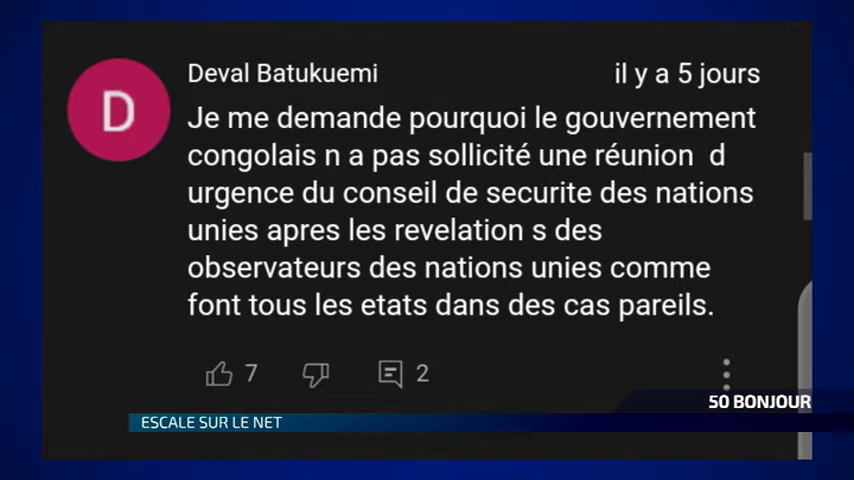 D
Deval Batukuemi
il y a 5 jours
Je me demande pourquoi le gouvernement
congolais n a pas sollicité une réunion d
urgence du conseil de securite des nations
unies apres les revelation s des
observateurs des nations unies comme
font tous les etats dans des cas pareils.
7
2
50 BONJOUR
ESCALE SUR LE NET